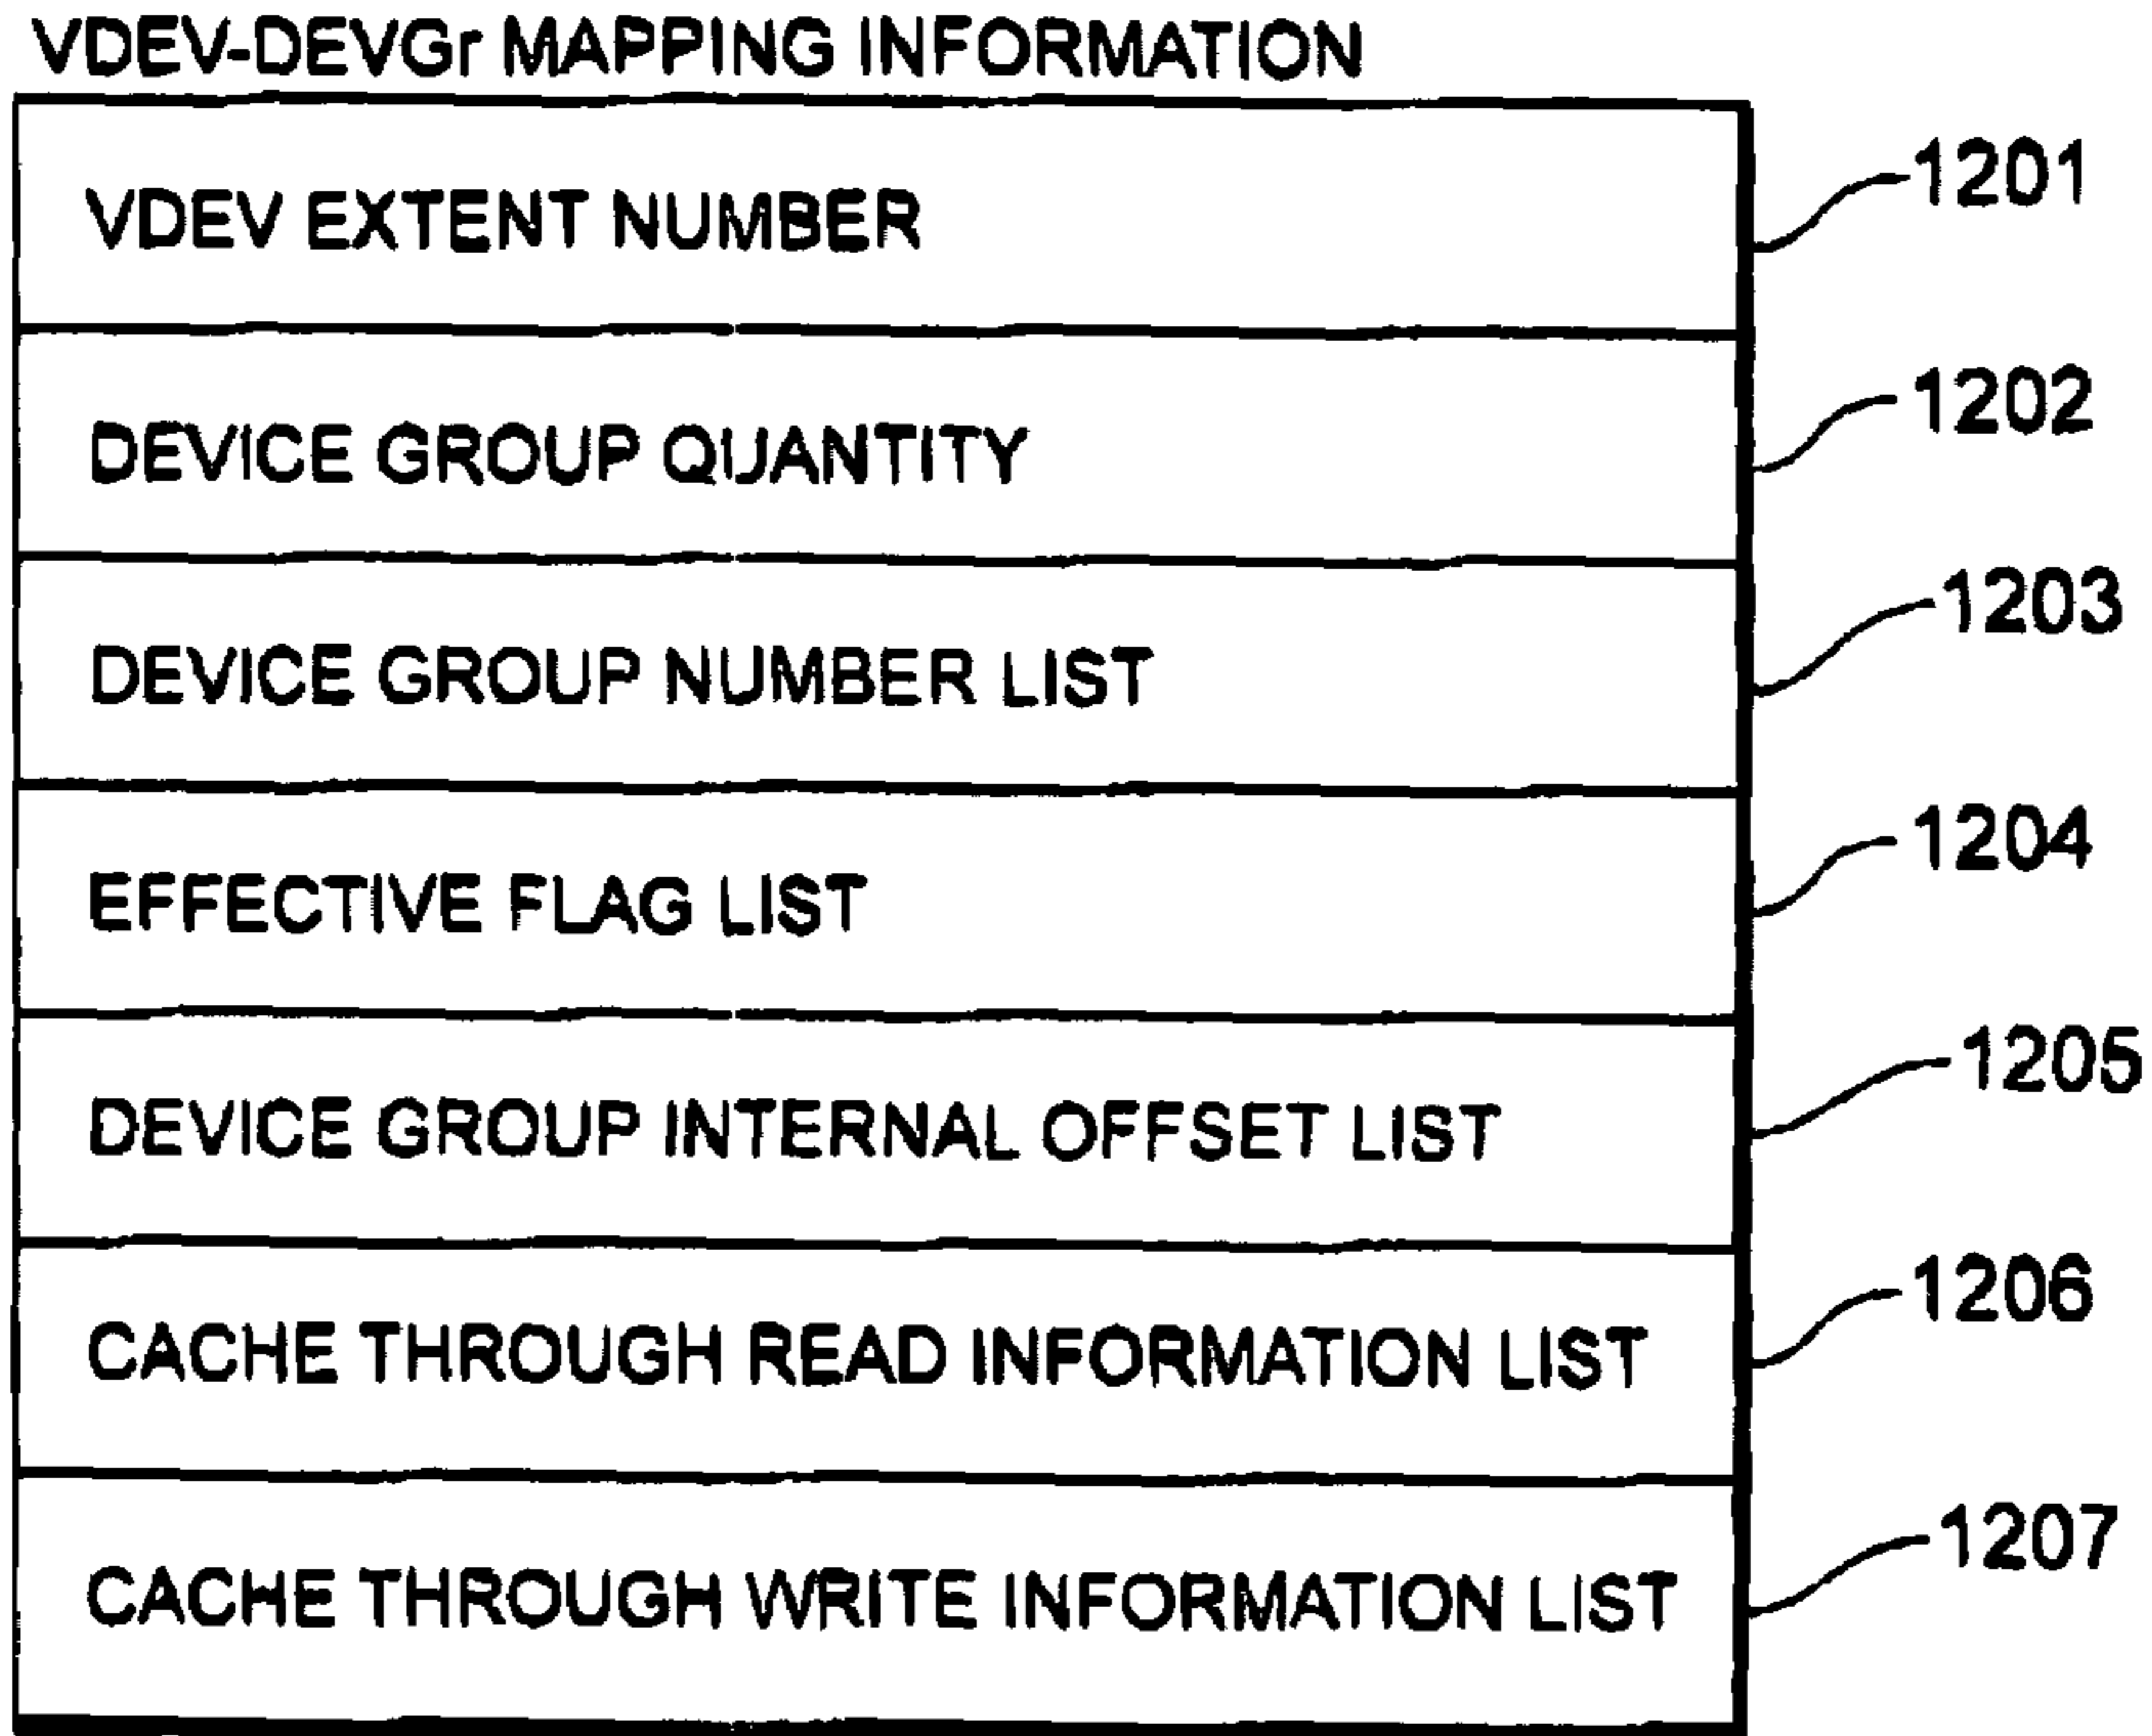 VDEV-DEVGr MAPPING INFORMATION
VDEV EXTENT NUMBER 1201
DEVICE GROUP QUANTITY 1202
DEVICE GROUP NUMBER LIST 1203
EFFECTIVE FLAG LIST 1204
DEVICE GROUP INTERNAL OFFSET LIST 1205
CACHE THROUGH READ INFORMATION LIST 1206
CACHE THROUGH WRITE INFORMATION LIST 1207